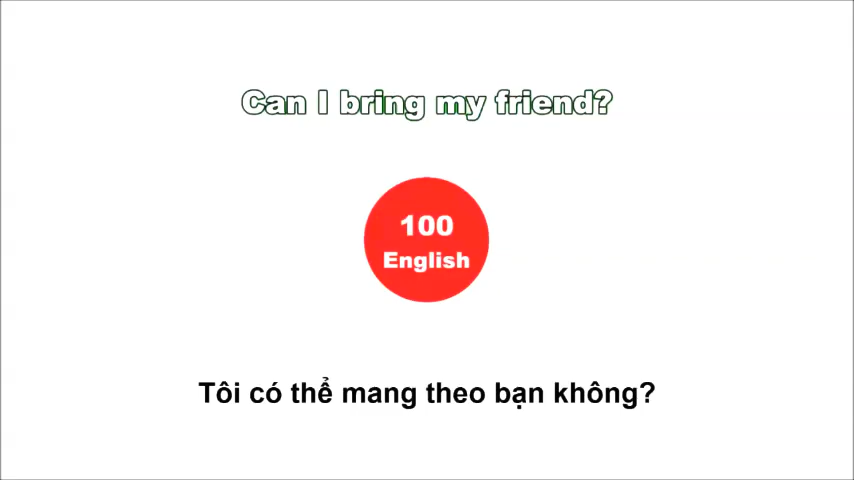 Can I bring my friend?
100
English
Tôi có thể mang theo bạn không?